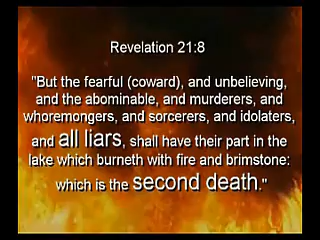 Revelation 21:8
"But the fearful (coward), and unbelieving,
and the abominable, and murderers, and
whoremongers, and sorcerers, and idolaters,
and all liars, shall have their part in the
lake which burneth with fire and brimstone:
which is the second death."